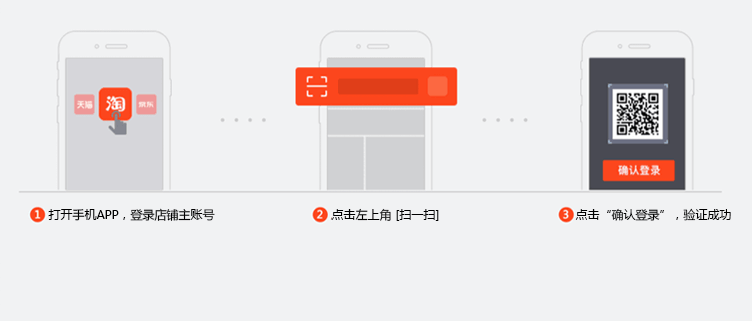 天猫
淘
京东
确认登录
1 打开手机APP，登录店铺主账号
2 点击左上角 [扫一扫]
3 点击“确认登录”，验证成功